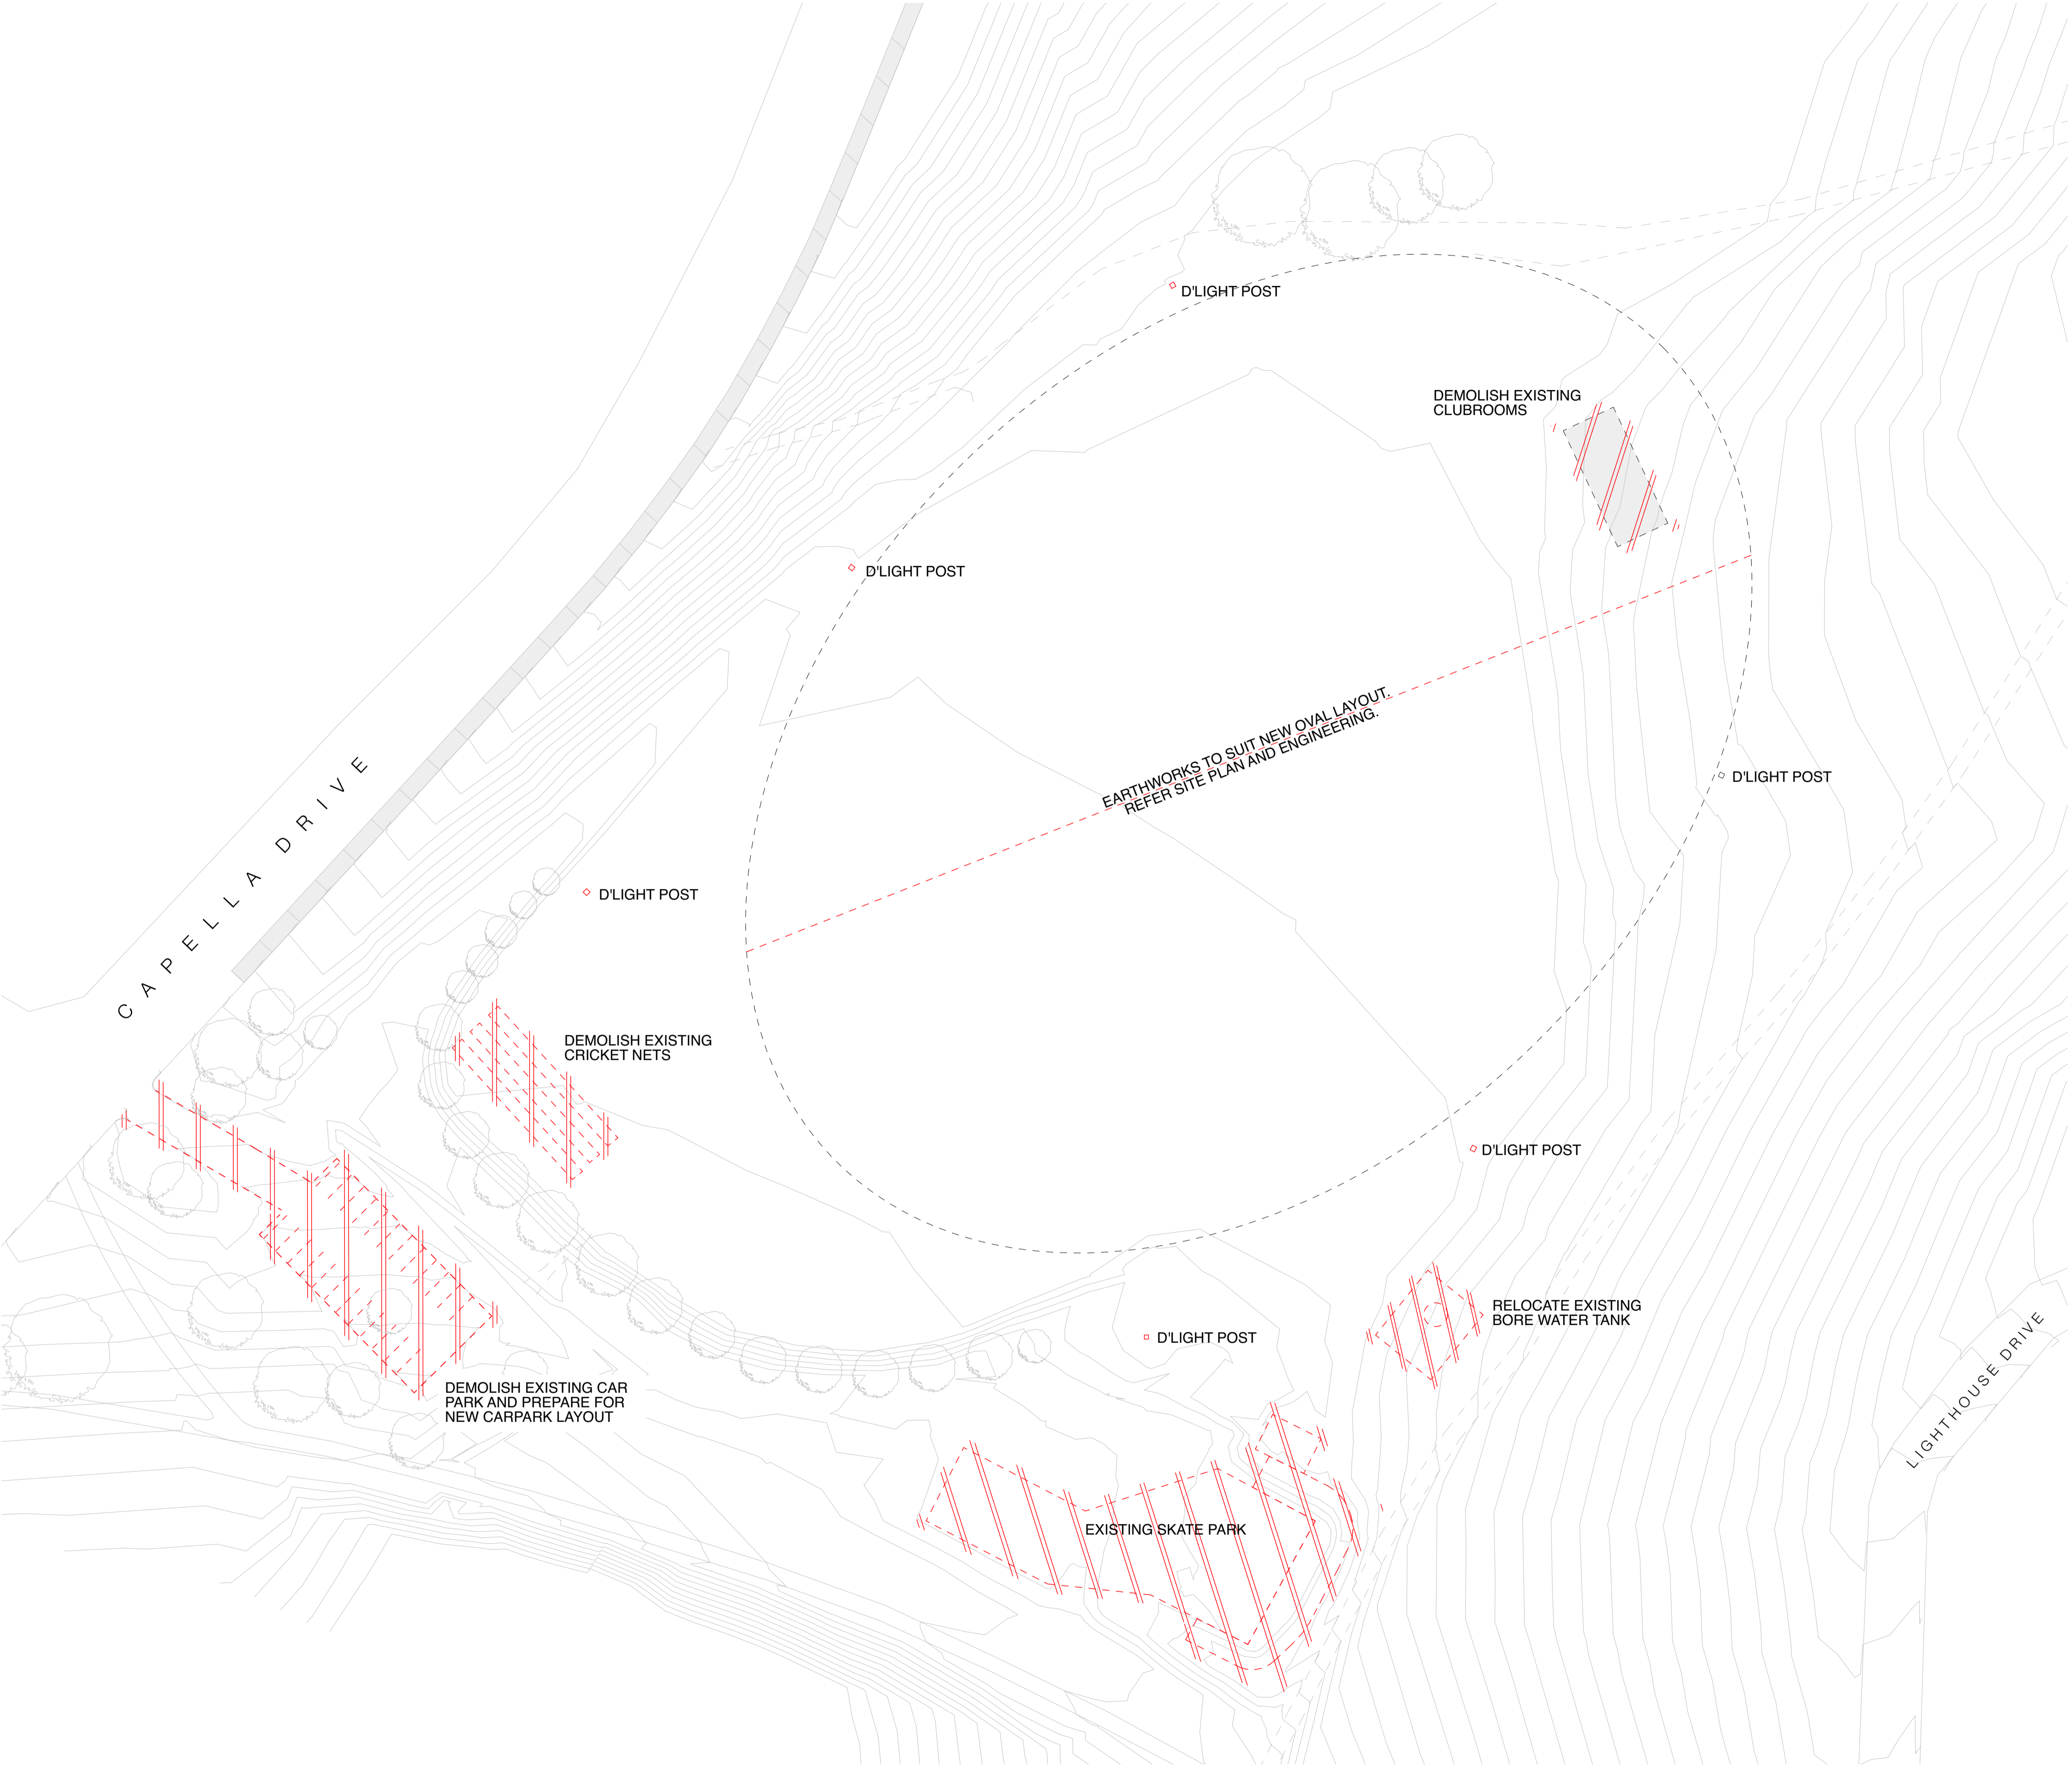 D'LIGHT POST
DEMOLISH EXISTING
CLUBROOMS
D'LIGHT POST
EARTHWORKS TO SUIT NEW OVAL LAYOUT.
REFER SITE PLAN AND ENGINEERING.
D'LIGHT POST
CAPELLA DRIVE
D'LIGHT POST
DEMOLISH EXISTING
CRICKET NETS
D'LIGHT POST
RELOCATE EXISTING
BORE WATER TANK
D'LIGHT POST
LIGHTHOUSE DRIVE
DEMOLISH EXISTING CAR
PARK AND PREPARE FOR
NEW CARPARK LAYOUT
EXISTING SKATE PARK